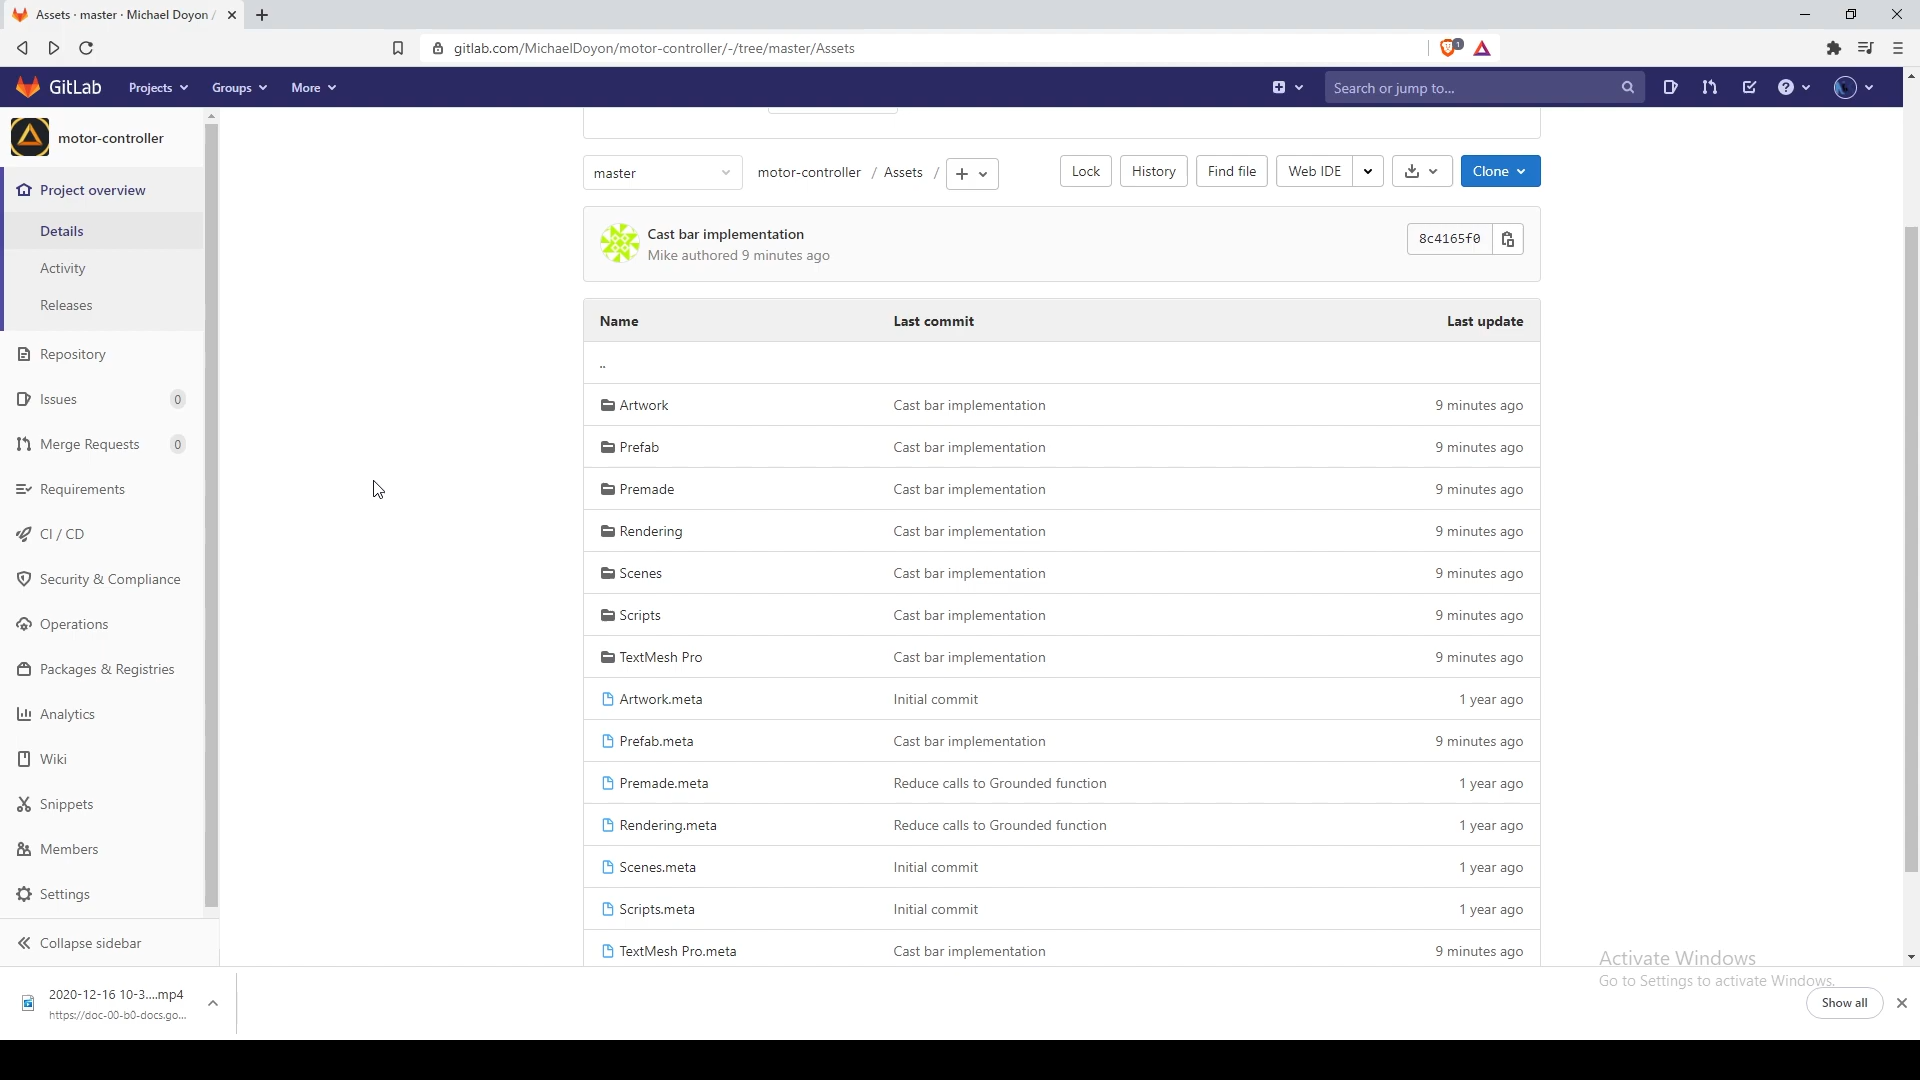 Assets · master · Michael Doyon /
gitlab.com/MichaelDoyon/motor-controller/-/tree/master/Assets
1
GitLab Projects Groups More Search or jump to...
motor-controller
Project overview
Details
Activity
Releases
Repository
Issues 0
Merge Requests 0
Requirements
CI / CD
Security & Compliance
Operations
Packages & Registries
Analytics
Wiki
Snippets
Members
Settings
Collapse sidebar
master motor-controller / Assets / + Lock History Find file Web IDE Clone
Cast bar implementation
Mike authored 9 minutes ago
8c4165f0
Name Last commit Last update
..
Artwork Cast bar implementation 9 minutes ago
Prefab Cast bar implementation 9 minutes ago
Premade Cast bar implementation 9 minutes ago
Rendering Cast bar implementation 9 minutes ago
Scenes Cast bar implementation 9 minutes ago
Scripts Cast bar implementation 9 minutes ago
TextMesh Pro Cast bar implementation 9 minutes ago
Artwork.meta Initial commit 1 year ago
Prefab.meta Cast bar implementation 9 minutes ago
Premade.meta Reduce calls to Grounded function 1 year ago
Rendering.meta Reduce calls to Grounded function 1 year ago
Scenes.meta Initial commit 1 year ago
Scripts.meta Initial commit 1 year ago
TextMesh Pro.meta Cast bar implementation 9 minutes ago
Activate Windows
Go to Settings to activate Windows.
2020-12-16 10-3....mp4
https://doc-00-b0-docs.go...
Show all